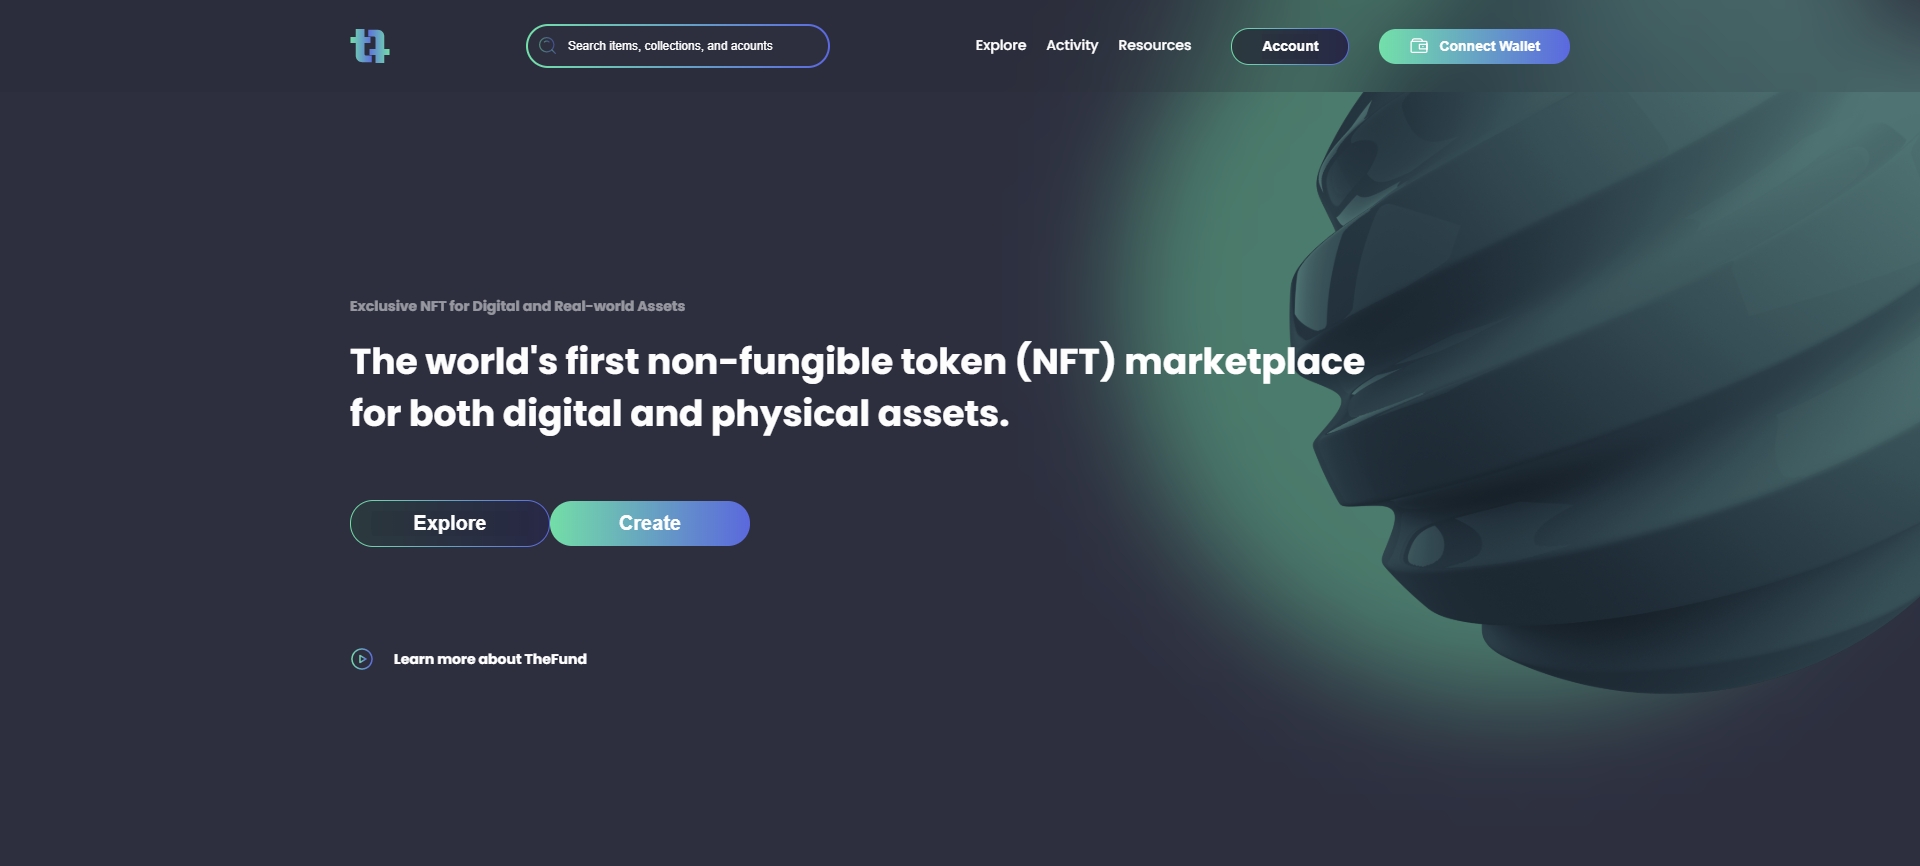 Search items, collections, and acounts
Explore
Activity
Resources
Account
Connect Wallet
Exclusive NFT for Digital and Real-world Assets
The world's first non-fungible token (NFT) marketplace
for both digital and physical assets.
Explore
Create
Learn more about TheFund